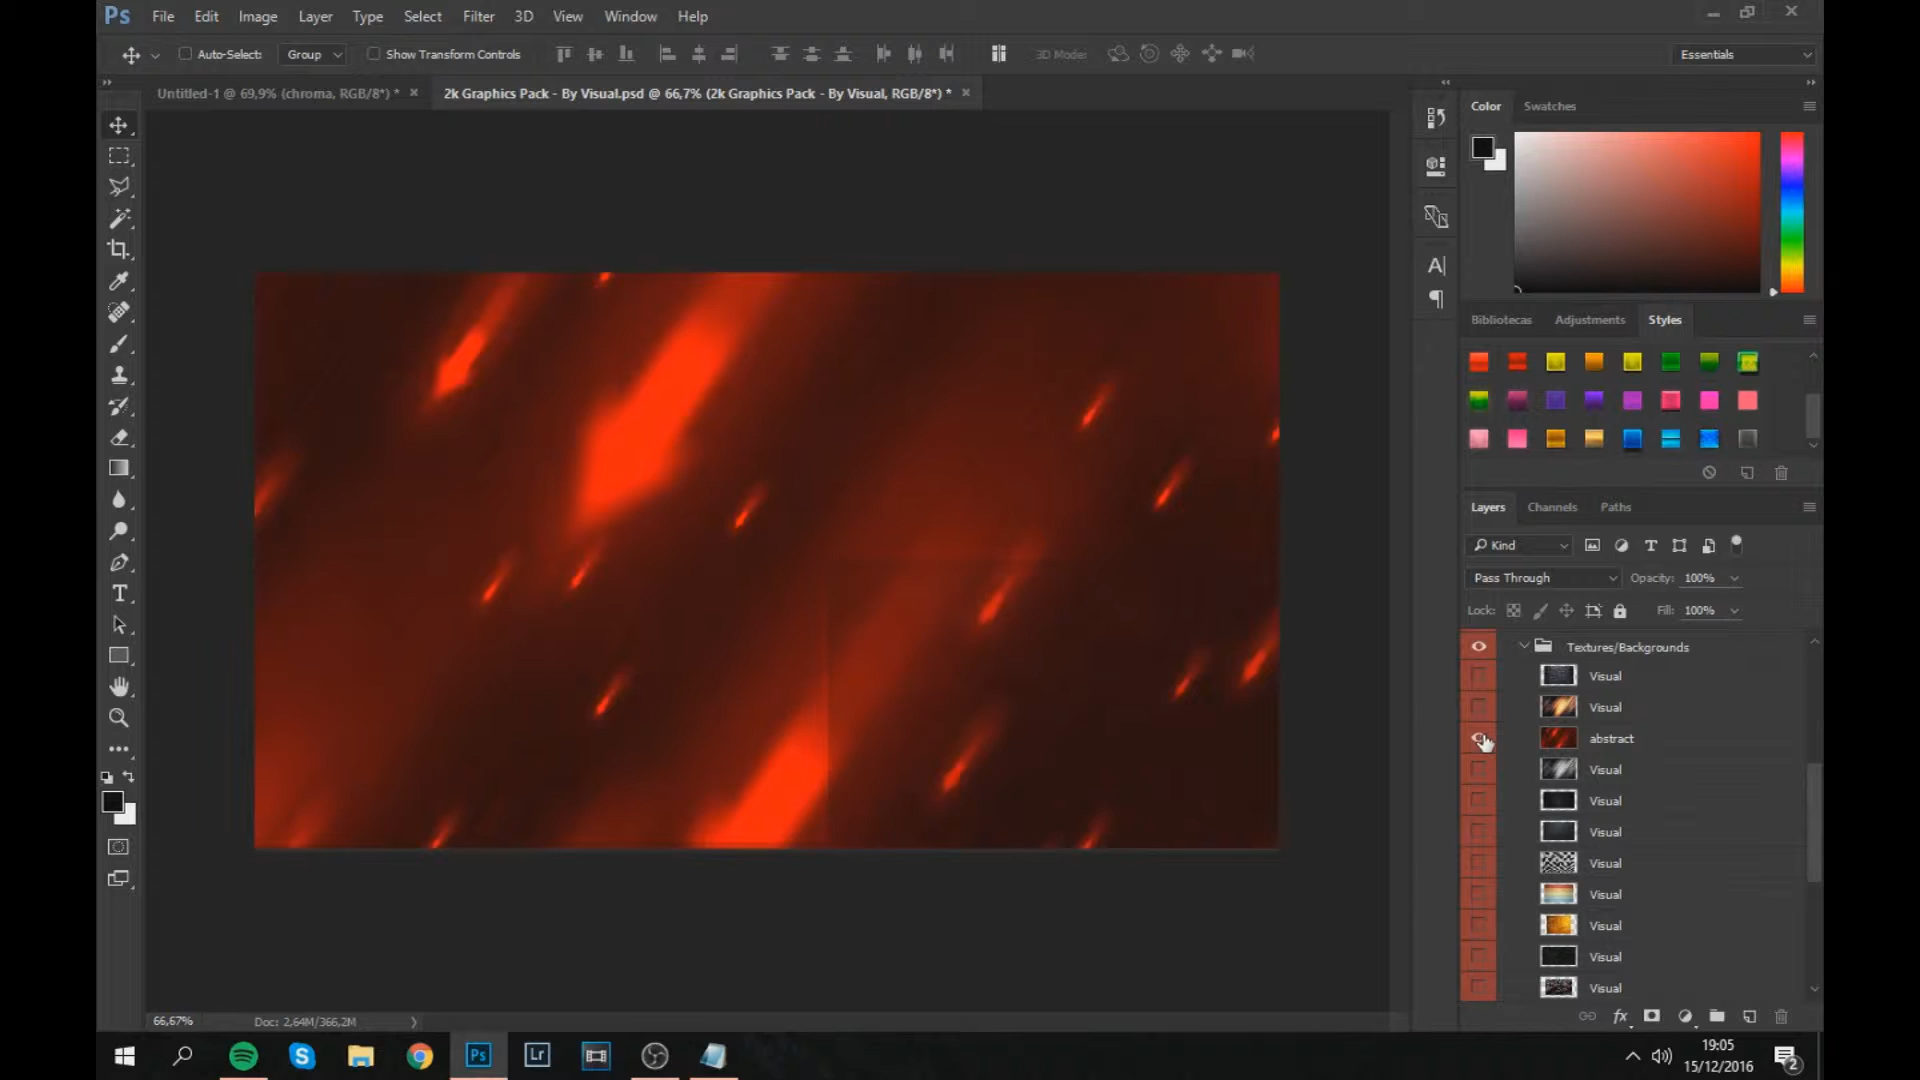 Ps File Edit Image Layer Type Select Filter 3D View Window Help
Auto-Select: Group Show Transform Controls 3D Mode: Essentials
Untitled-1 @ 69,9% (chroma, RGB/8*) * × 2k Graphics Pack - By Visual.psd @ 66,7% (2k Graphics Pack - By Visual, RGB/8*) * ×
Color Swatches
Bibliotecas Adjustments Styles
Layers Channels Paths
Kind
Pass Through Opacity: 100%
Lock: Fill: 100%
Textures/Backgrounds
Visual
Visual
abstract
Visual
Visual
Visual
Visual
Visual
Visual
Visual
Visual
fx
66,67% Doc: 2,64M/366,2M
Ps Lr
19:05
15/12/2016
2